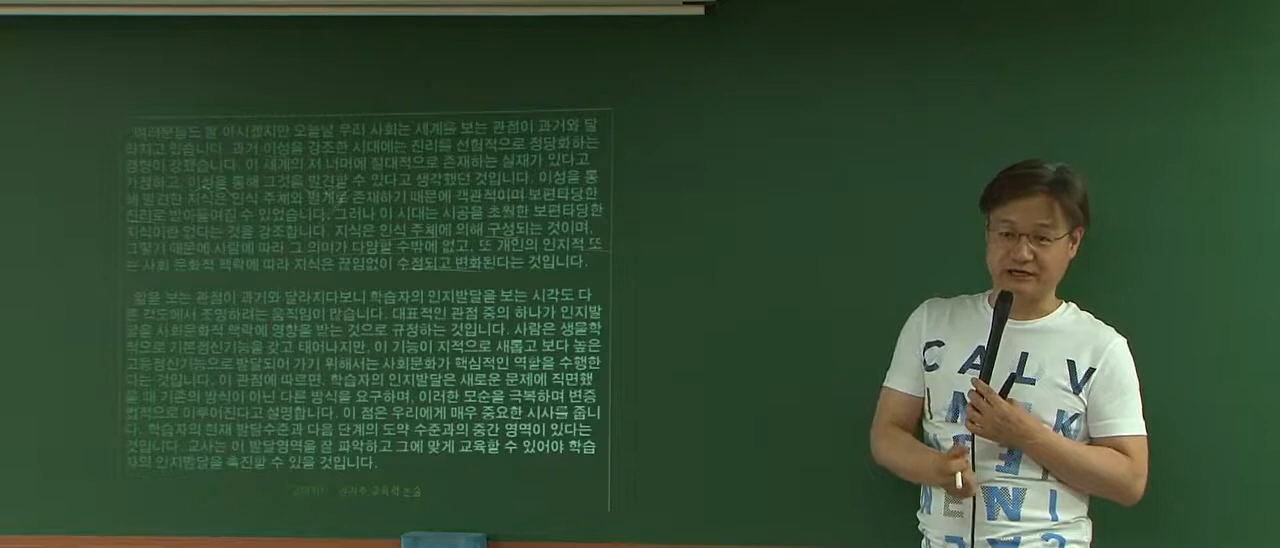 여러분들도 잘 아시겠지만 오늘날 우리 사회는 세계를 보는 관점이 과거와 달
라지고 있습니다. 과거 이성을 강조한 시대에는 진리를 선험적으로 정당화하는
경향이 강했습니다. 이 세계의 저 너머에 절대적으로 존재하는 실재가 있다고
가정하고, 이성을 통해 그것을 발견할 수 있다고 생각했던 것입니다. 이성을 통
해 발견한 지식은 인식 주체와 별개로 존재하기 때문에 객관적이며 보편타당한
진리로 받아들여질 수 있었습니다. 그러나 이 시대는 시공을 초월한 보편타당한
지식이란 없다는 것을 강조합니다. 지식은 인식 주체에 의해 구성되는 것이며,
그렇기 때문에 사람에 따라 그 의미가 다양할 수밖에 없고, 또 개인의 인지적 또
는 사회 문화적 맥락에 따라 지식은 끊임없이 수정되고 변화된다는 것입니다.
앎을 보는 관점이 과거와 달라지다보니 학습자의 인지발달을 보는 시각도 다
른 각도에서 조명하려는 움직임이 많습니다. 대표적인 관점 중의 하나가 인지발
달을 사회문화적 맥락에 영향을 받는 것으로 규정하는 것입니다. 사람은 생물학
적으로 기본정신기능을 갖고 태어나지만, 이 기능이 지적으로 새롭고 보다 높은
고등정신기능으로 발달되어 가기 위해서는 사회문화가 핵심적인 역할을 수행한
다는 것입니다. 이 관점에 따르면, 학습자의 인지발달은 새로운 문제에 직면했
을 때 기존의 방식이 아닌 다른 방식을 요구하며, 이러한 모순을 극복하며 변증
법적으로 이루어진다고 설명합니다. 이 점은 우리에게 매우 중요한 시사를 줍니
다. 학습자의 현재 발달수준과 다음 단계의 도약 수준과의 중간 영역이 있다는
것입니다. 교사는 이 발달영역을 잘 파악하고 그에 맞게 교육할 수 있어야 학습
자의 인지발달을 촉진할 수 있을 것입니다.
교육학 논술
CALV